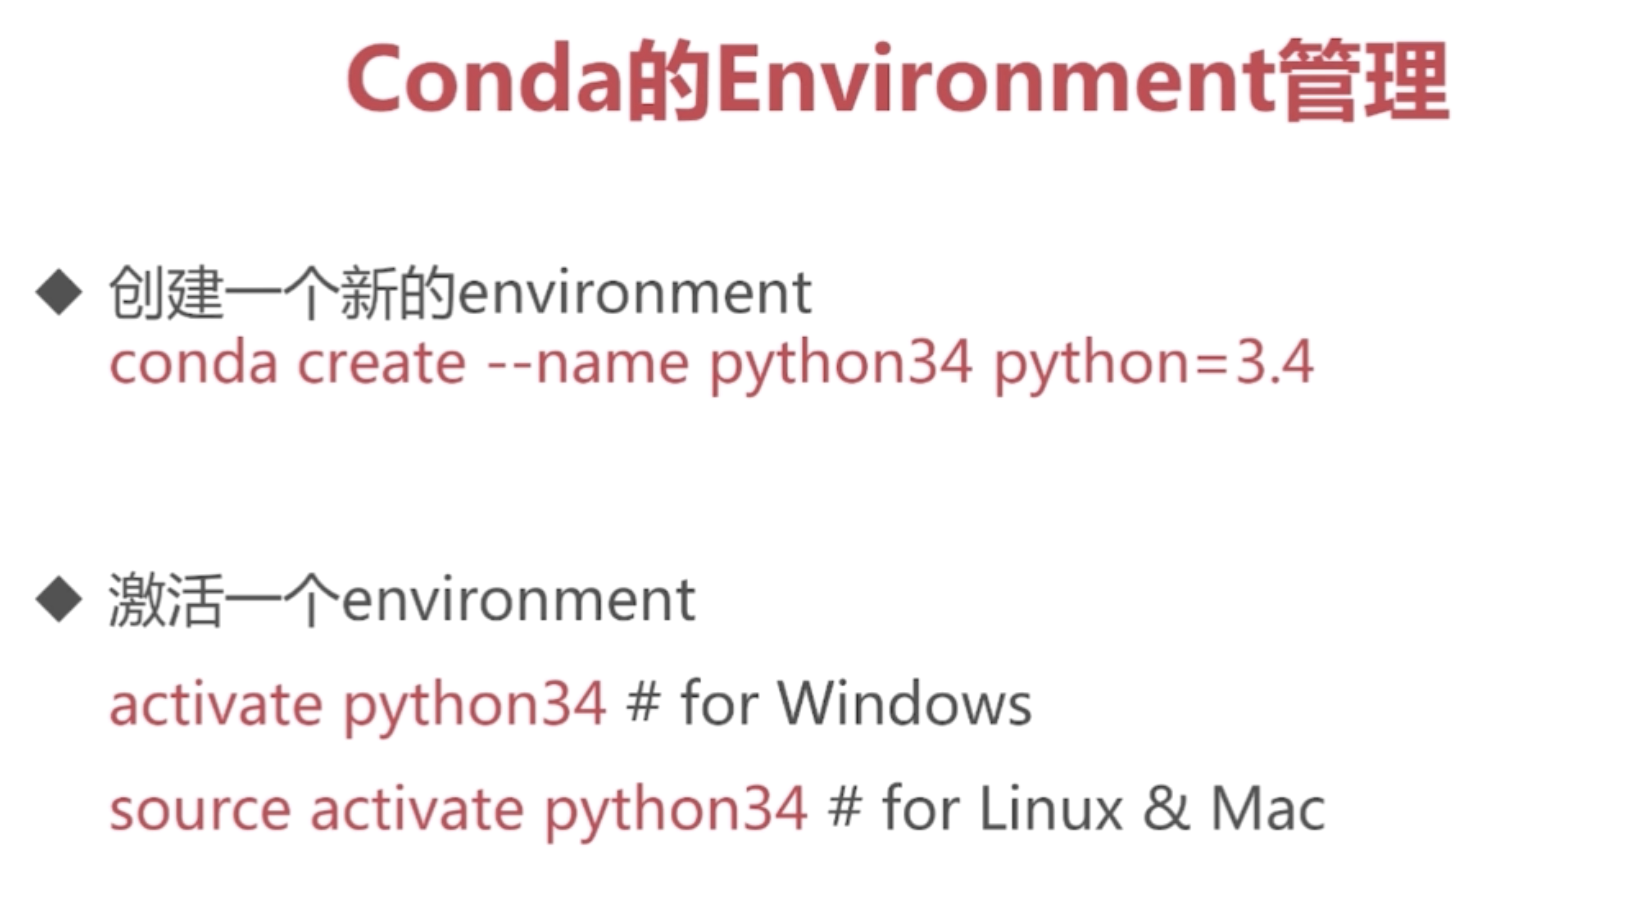 Conda的Environment管理
◆ 创建一个新的environment
conda create --name python34 python=3.4
◆ 激活一个environment
activate python34 # for Windows
source activate python34 # for Linux & Mac